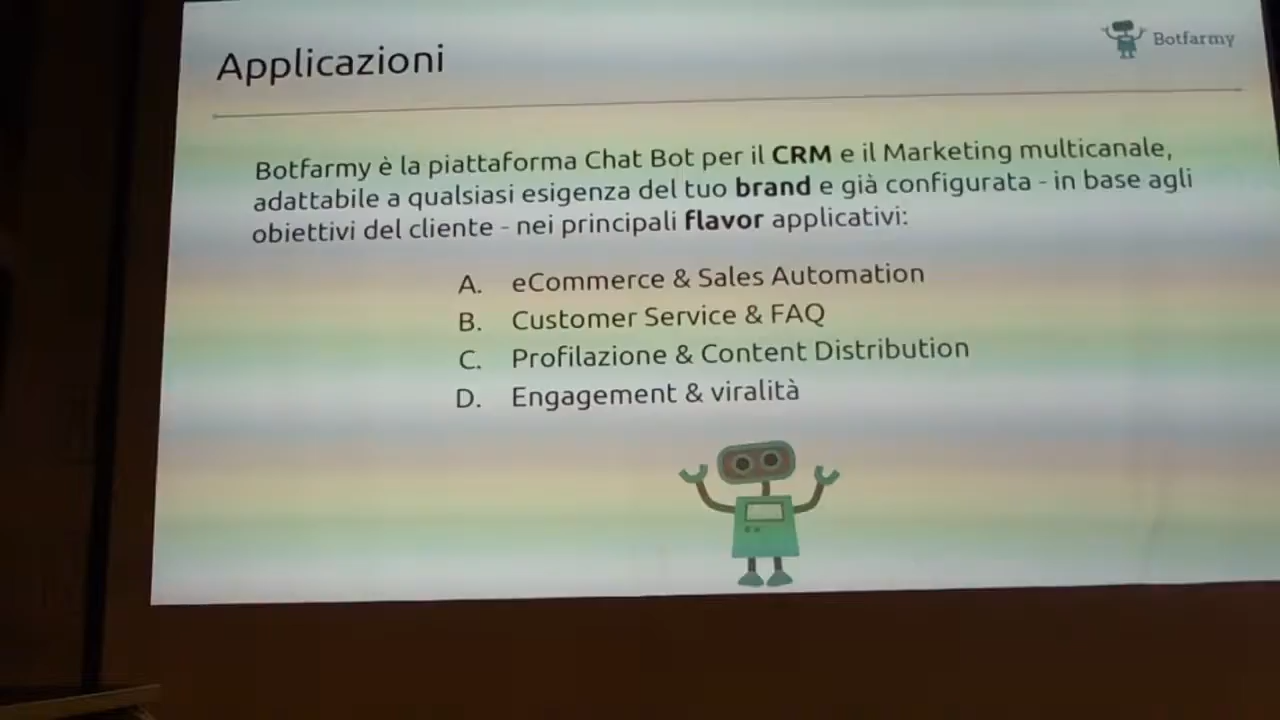 Applicazioni
Botfarmy
Botfarmy è la piattaforma Chat Bot per il CRM e il Marketing multicanale,
adattabile a qualsiasi esigenza del tuo brand e già configurata - in base agli
obiettivi del cliente - nei principali flavor applicativi:
A. eCommerce & Sales Automation
B. Customer Service & FAQ
C. Profilazione & Content Distribution
D. Engagement & viralità